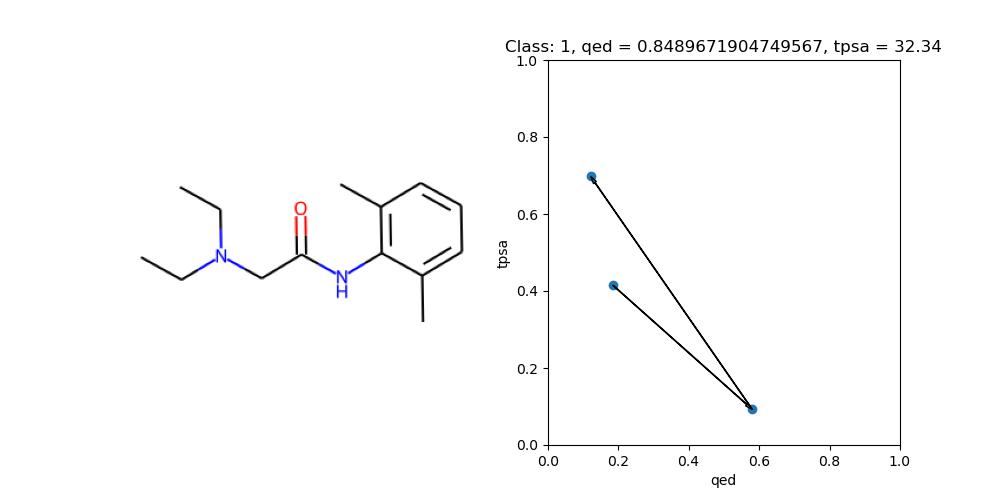 Class: 1, qed = 0.8489671904749567, tpsa = 32.34
O
N
N
H
1.0
0.8
0.6
0.4
0.2
0.0
tpsa
0.0 0.2 0.4 0.6 0.8 1.0
qed